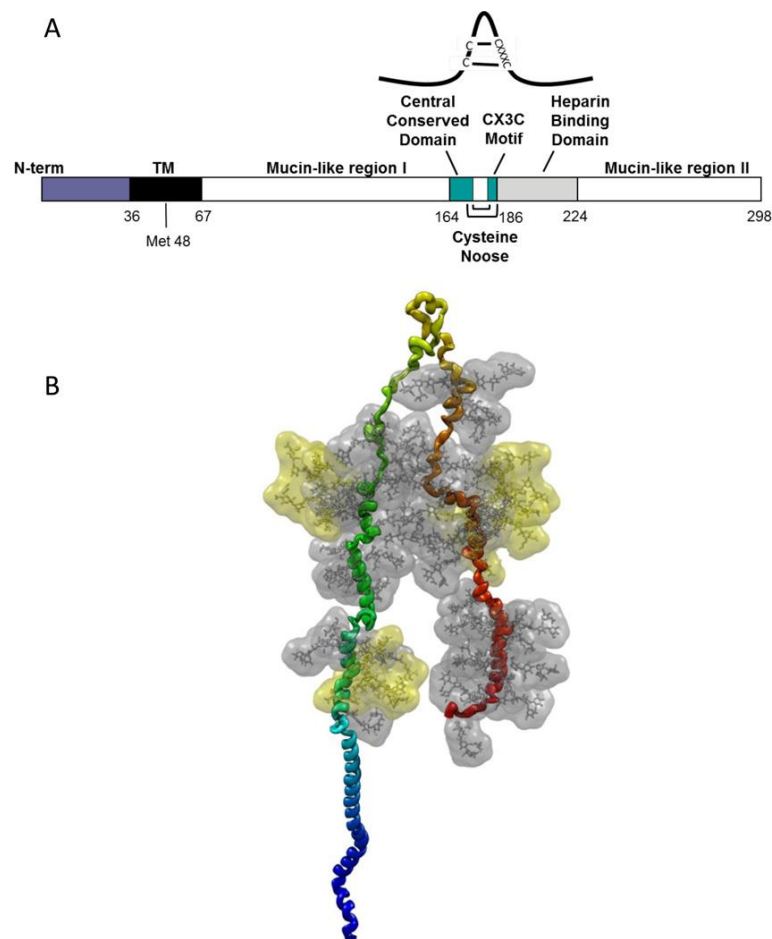 A
C
CXXXC
C
Central
Conserved
Domain
CX3C
Motif
Heparin
Binding
Domain
N-term
TM
Mucin-like region I
Mucin-like region II
36
67
164
186
224
298
Met 48
Cysteine
Noose
B